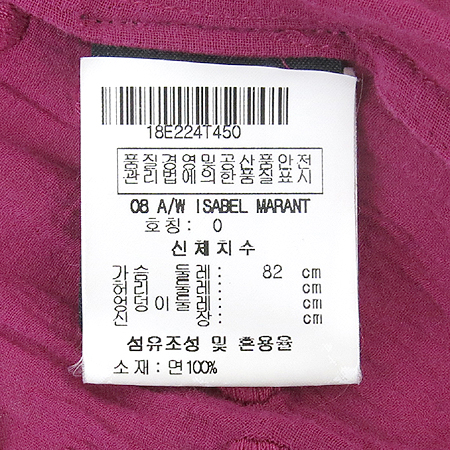 18E224T450
품질경영및공산품안전
관리법에의한품질표시
08 A/W ISABEL MARANT
호칭: 0
신체치수
가슴 둘레: 82 cm
허리 둘레: cm
엉덩이둘레: cm
신 장: cm
섬유조성 및 혼용율
소재: 면100%